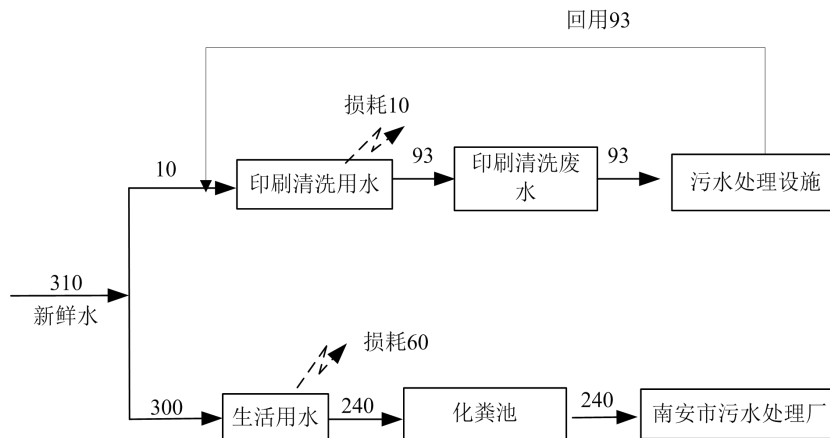 回用93
损耗10
10
印刷清洗用水
93
印刷清洗废
水
93
污水处理设施
310
新鲜水
损耗60
300
生活用水
240
化粪池
240
南安市污水处理厂